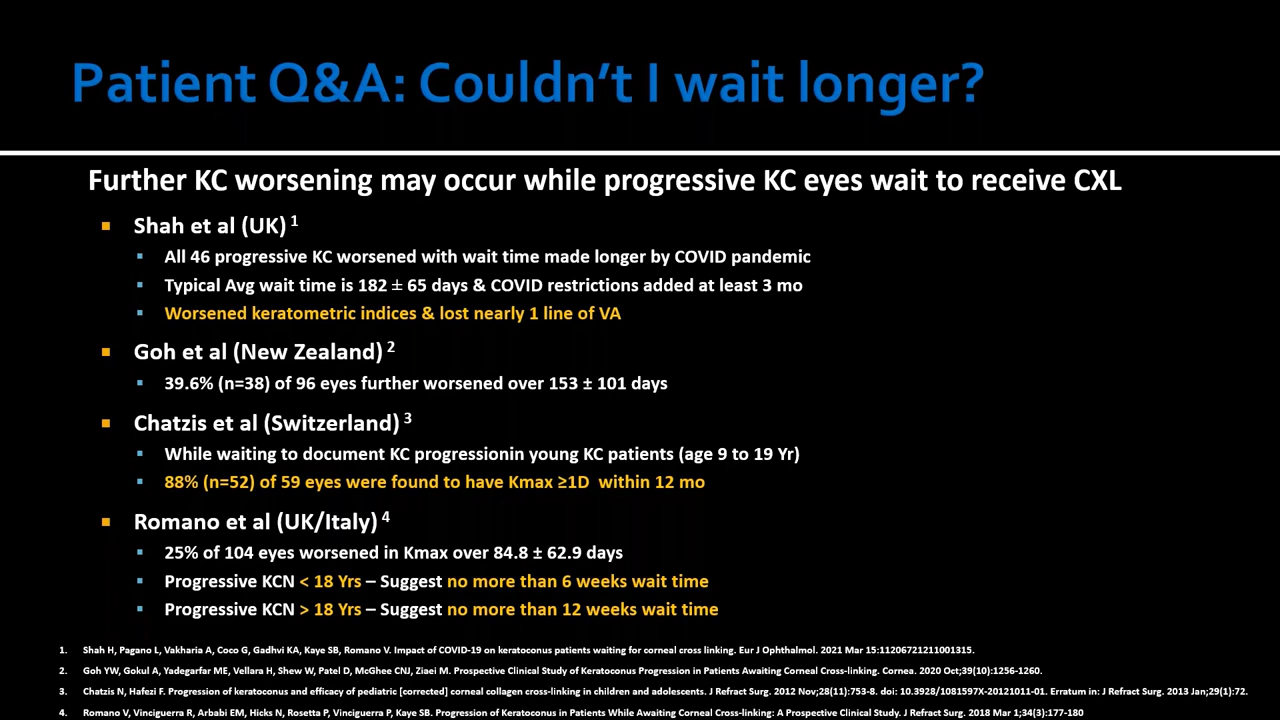 Patient Q&A: Couldn't I wait longer?
Further KC worsening may occur while progressive KC eyes wait to receive CXL
Shah et al (UK) 1
All 46 progressive KC worsened with wait time made longer by COVID pandemic
Typical Avg wait time is 182 ± 65 days & COVID restrictions added at least 3 mo
Worsened keratometric indices & lost nearly 1 line of VA
Goh et al (New Zealand) 2
39.6% (n=38) of 96 eyes further worsened over 153 ± 101 days
Chatzis et al (Switzerland) 3
While waiting to document KC progressionin young KC patients (age 9 to 19 Yr)
88% (n=52) of 59 eyes were found to have Kmax ≥1D within 12 mo
Romano et al (UK/Italy) 4
25% of 104 eyes worsened in Kmax over 84.8 ± 62.9 days
Progressive KCN < 18 Yrs – Suggest no more than 6 weeks wait time
Progressive KCN > 18 Yrs – Suggest no more than 12 weeks wait time
1. Shah H, Pagano L, Vakharia A, Coco G, Gadhvi KA, Kaye SB, Romano V. Impact of COVID-19 on keratoconus patients waiting for corneal cross linking. Eur J Ophthalmol. 2021 Mar 15:11206721211001315.
2. Goh YW, Gokul A, Yadegarfar ME, Vellara H, Shew W, Patel D, McGhee CNJ, Ziaei M. Prospective Clinical Study of Keratoconus Progression in Patients Awaiting Corneal Cross-linking. Cornea. 2020 Oct;39(10):1256-1260.
3. Chatzis N, Hafezi F. Progression of keratoconus and efficacy of pediatric [corrected] corneal collagen cross-linking in children and adolescents. J Refract Surg. 2012 Nov;28(11):753-8. doi: 10.3928/1081597X-20121011-01. Erratum in: J Refract Surg. 2013 Jan;29(1):72.
4. Romano V, Vinciguerra R, Arbabi EM, Hicks N, Rosetta P, Vinciguerra P, Kaye SB. Progression of Keratoconus in Patients While Awaiting Corneal Cross-linking: A Prospective Clinical Study. J Refract Surg. 2018 Mar 1;34(3):177-180